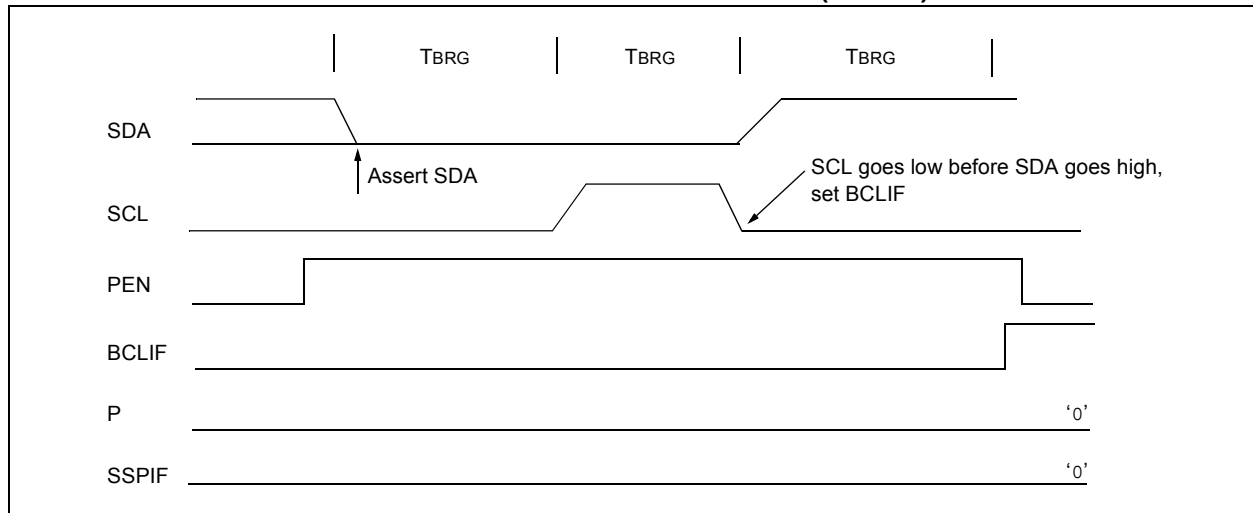 TBRG TBRG TBRG
SDA
Assert SDA
SCL goes low before SDA goes high,
set BCLIF
SCL
PEN
BCLIF
P
‘0’
SSPIF
‘0’